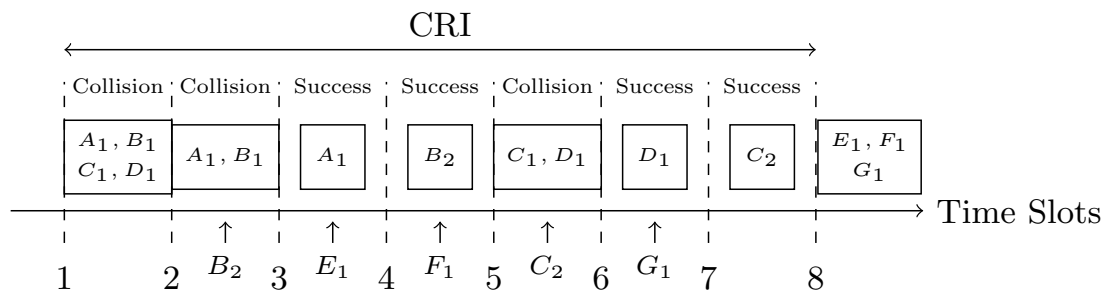 CRI
Collision Collision Success Success Collision Success Success
A₁, B₁
C₁, D₁
A₁, B₁
A₁
B₂
C₁, D₁
D₁
C₂
E₁, F₁
G₁
Time Slots
B₂ E₁ F₁ C₂ G₁
1 2 3 4 5 6 7 8